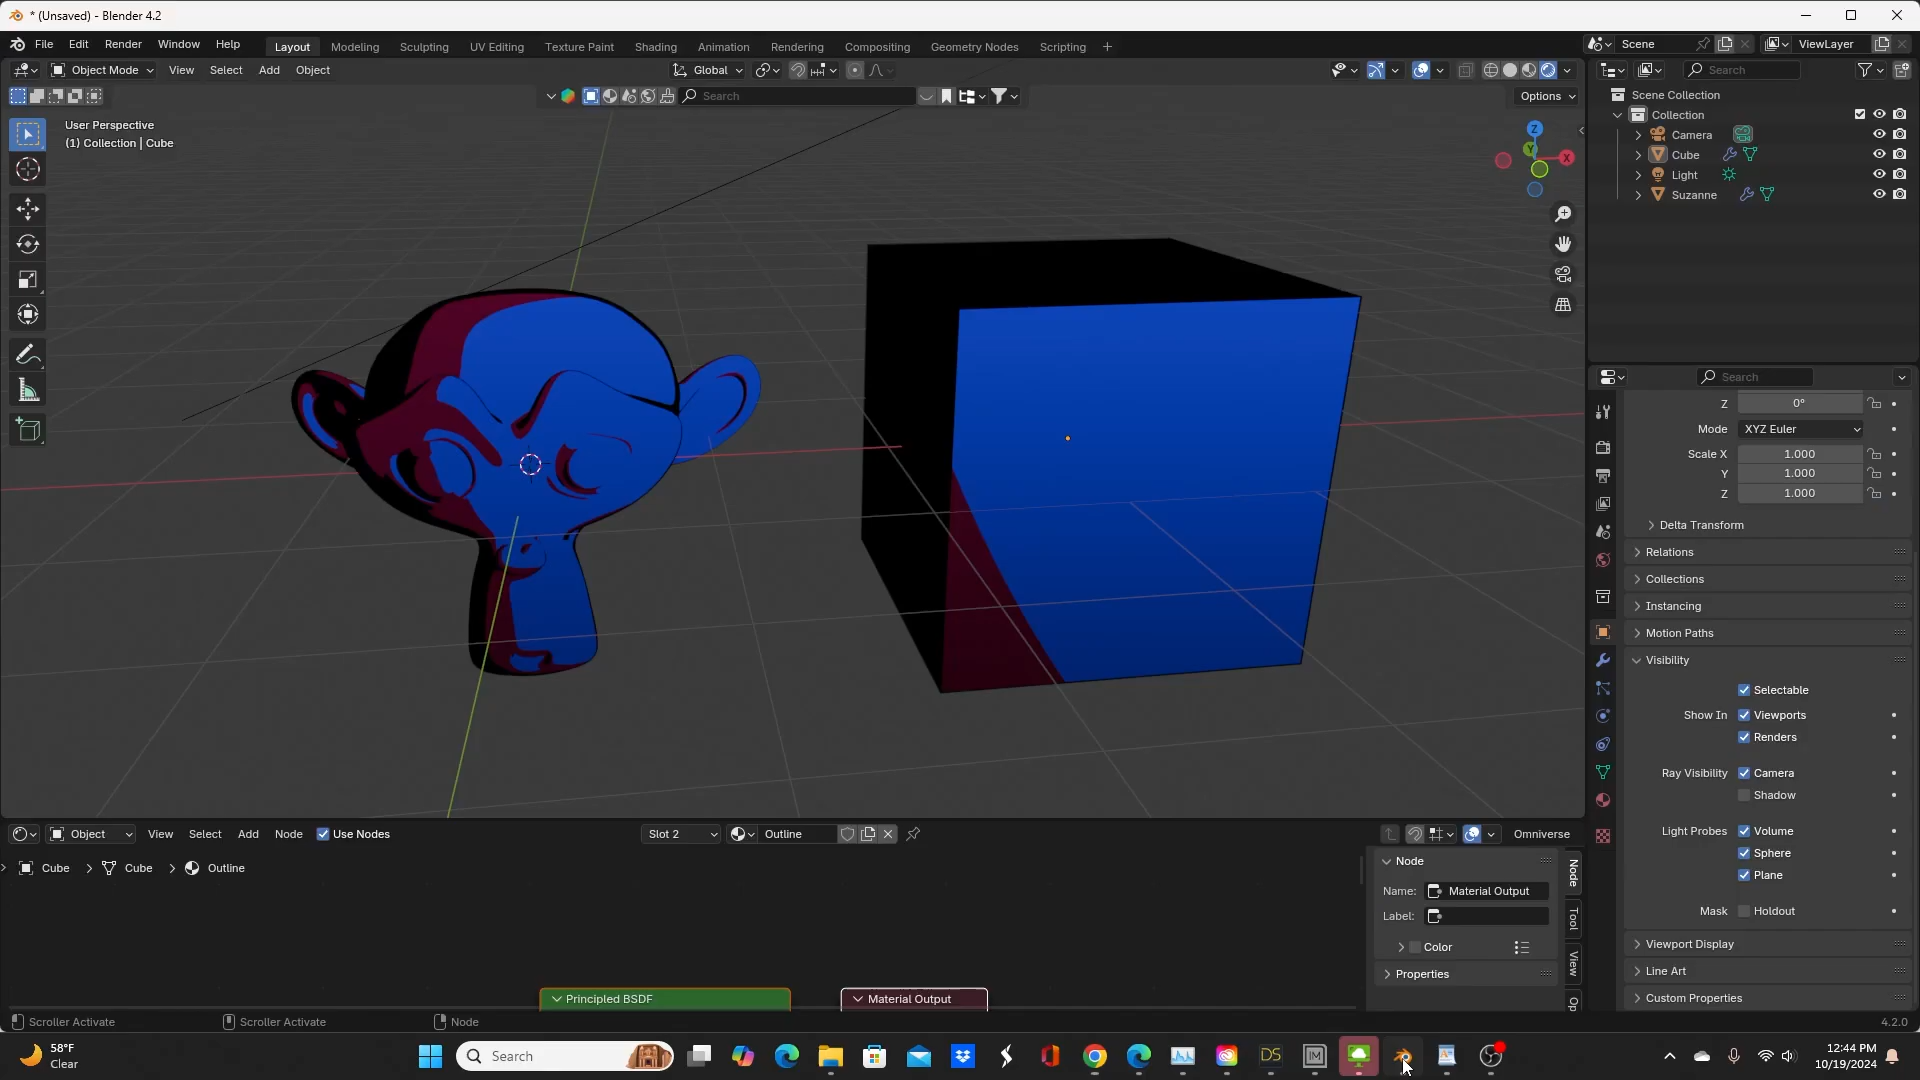 * (Unsaved) - Blender 4.2
File Edit Render Window Help Layout Modeling Sculpting UV Editing Texture Paint Shading Animation Rendering Compositing Geometry Nodes Scripting + Scene ViewLayer
Object Mode View Select Add Object Global Search
Search Options
User Perspective
(1) Collection | Cube
Z
Y
X
Scene Collection
Collection
Camera
Cube
Light
Suzanne
Search
Z 0°
Mode XYZ Euler
Scale X 1.000
Y 1.000
Z 1.000
Delta Transform
Relations
Collections
Instancing
Motion Paths
Visibility
Selectable
Show In Viewports
Renders
Ray Visibility Camera
Shadow
Light Probes Volume
Sphere
Plane
Mask Holdout
Viewport Display
Line Art
Custom Properties
Object View Select Add Node Use Nodes Slot 2 Outline Omniverse
Cube > Cube > Outline
Node
Name: Material Output
Label:
Color
Properties
Node
Tool
View
Op
Principled BSDF
Material Output
Scroller Activate Scroller Activate Node 4.2.0
58°F
Clear
Search
DS
IM
12:44 PM
10/19/2024